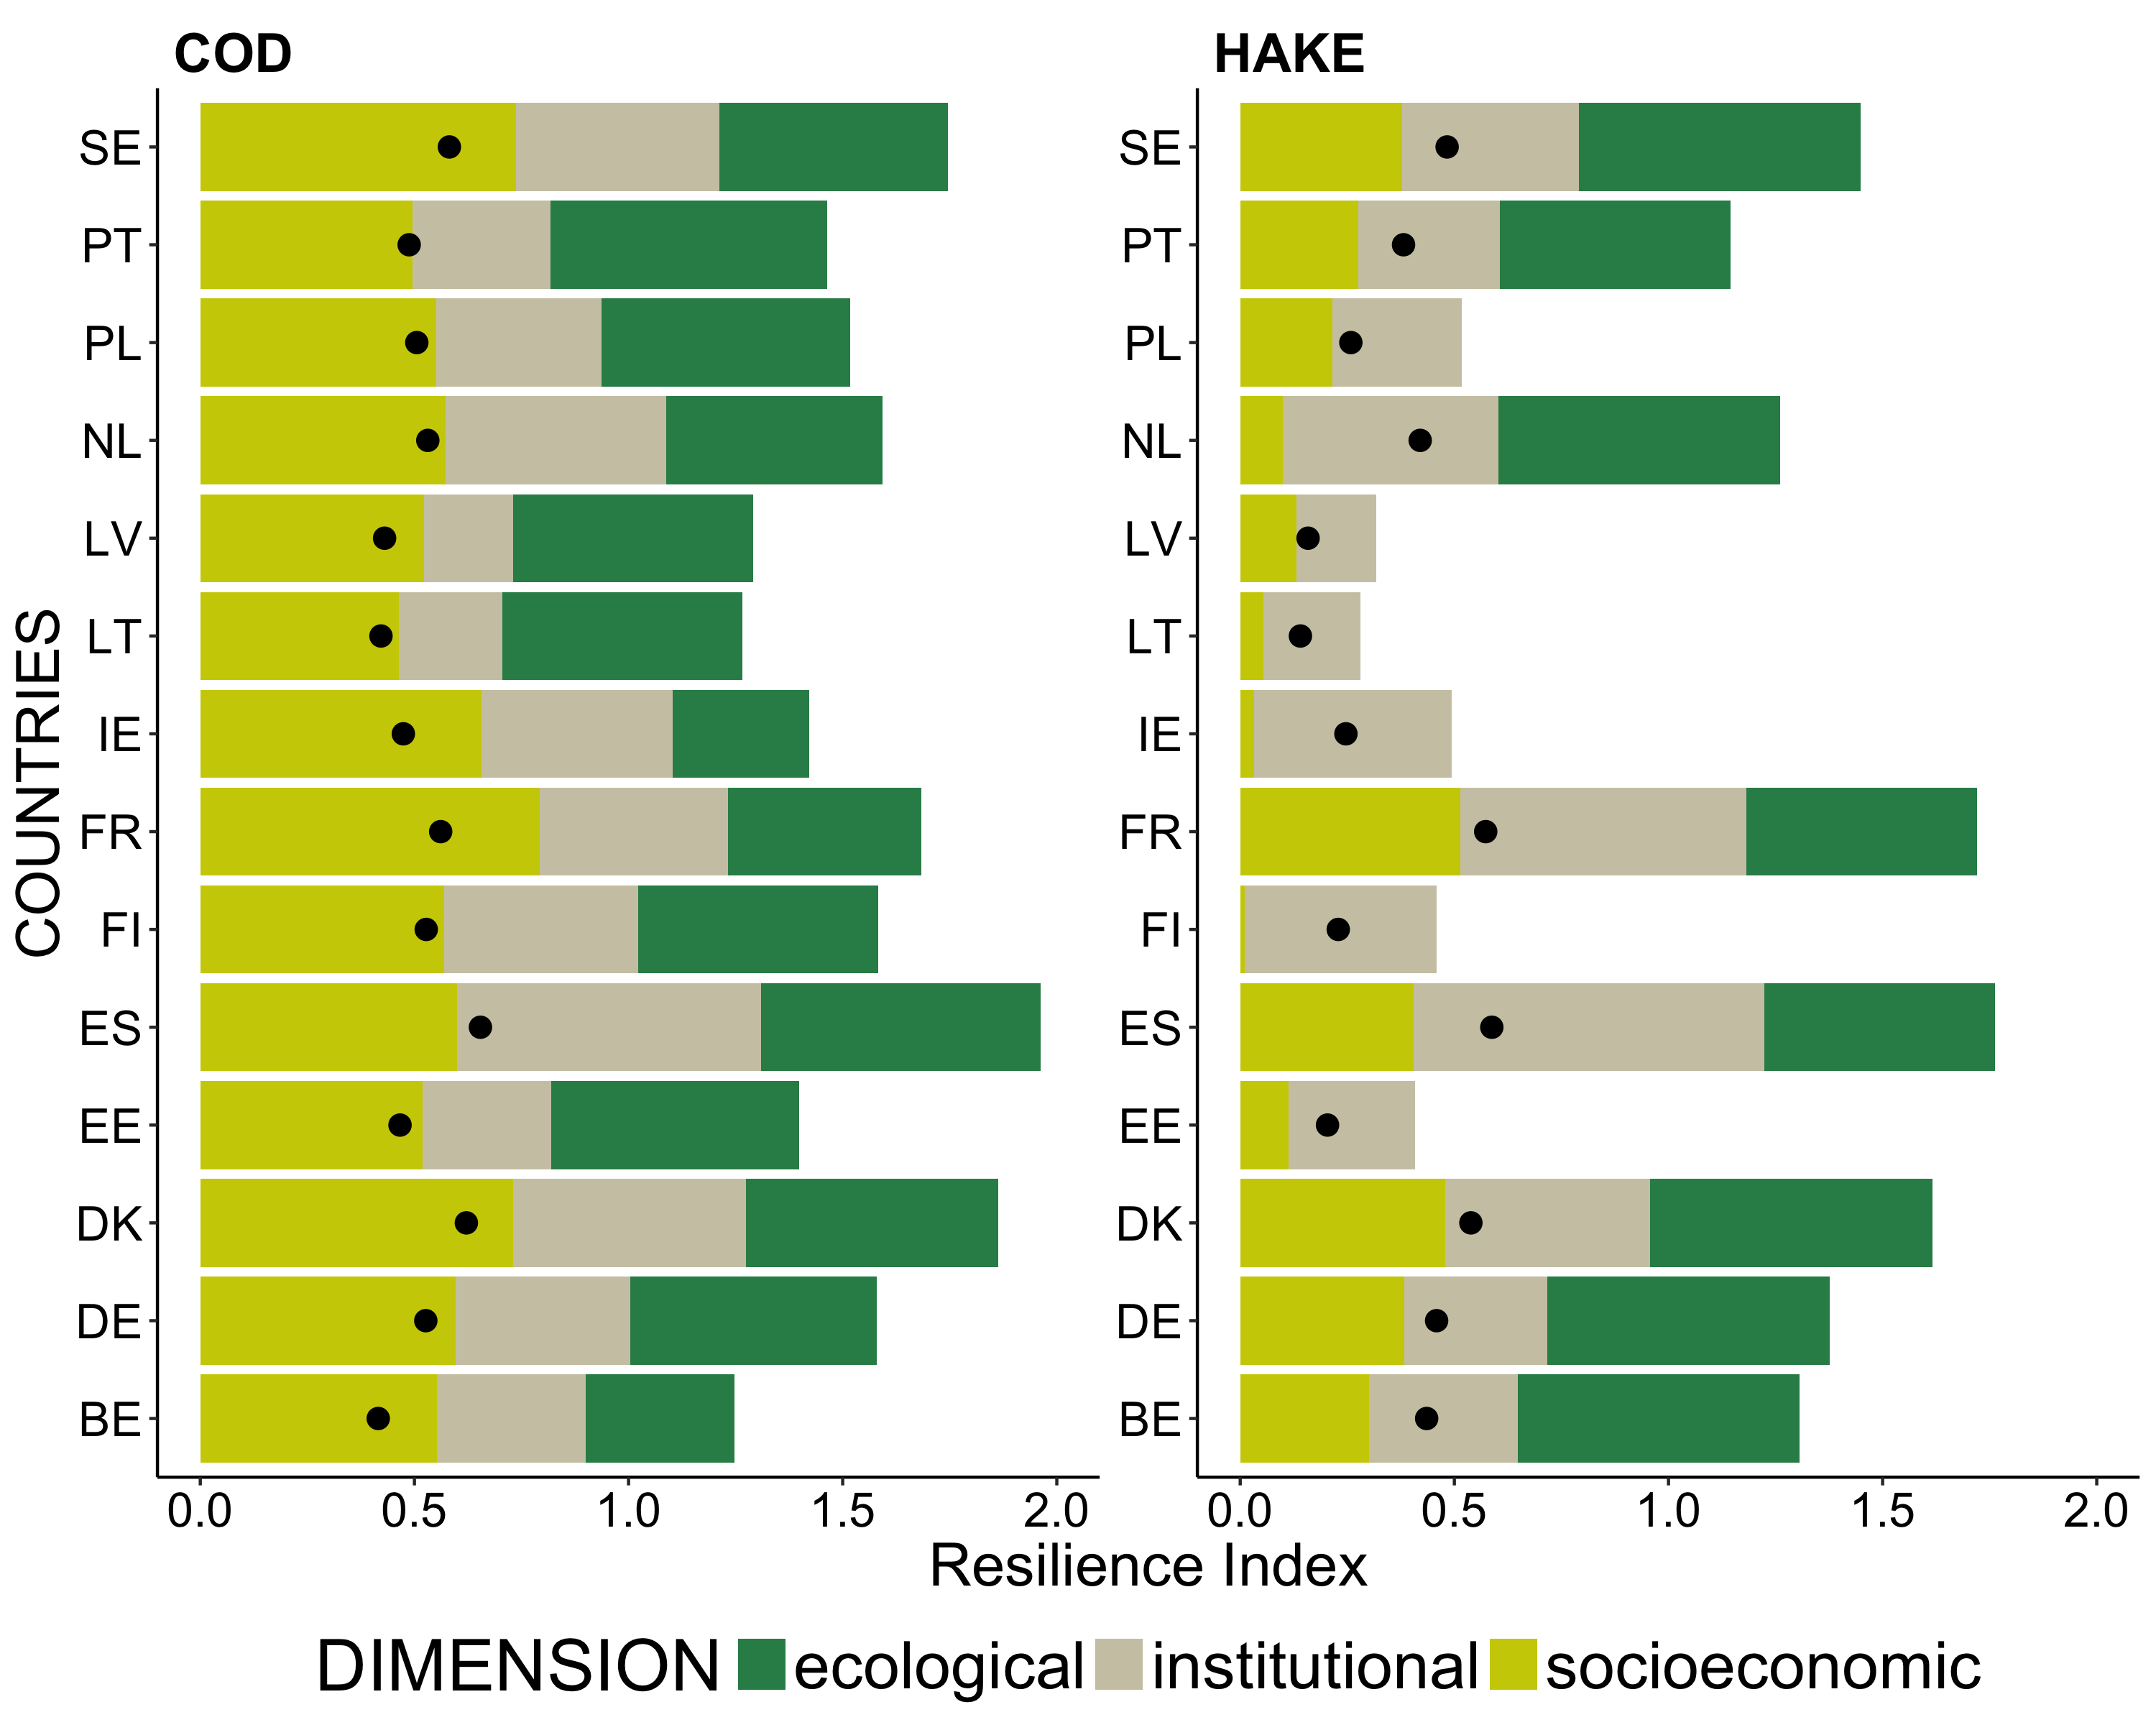 COD
HAKE
COUNTRIES
SE
PT
PL
NL
LV
LT
IE
FR
FI
ES
EE
DK
DE
BE
0.0 0.5 1.0 1.5 2.0
SE
PT
PL
NL
LV
LT
IE
FR
FI
ES
EE
DK
DE
BE
0.0 0.5 1.0 1.5 2.0
Resilience Index
DIMENSION ecological institutional socioeconomic